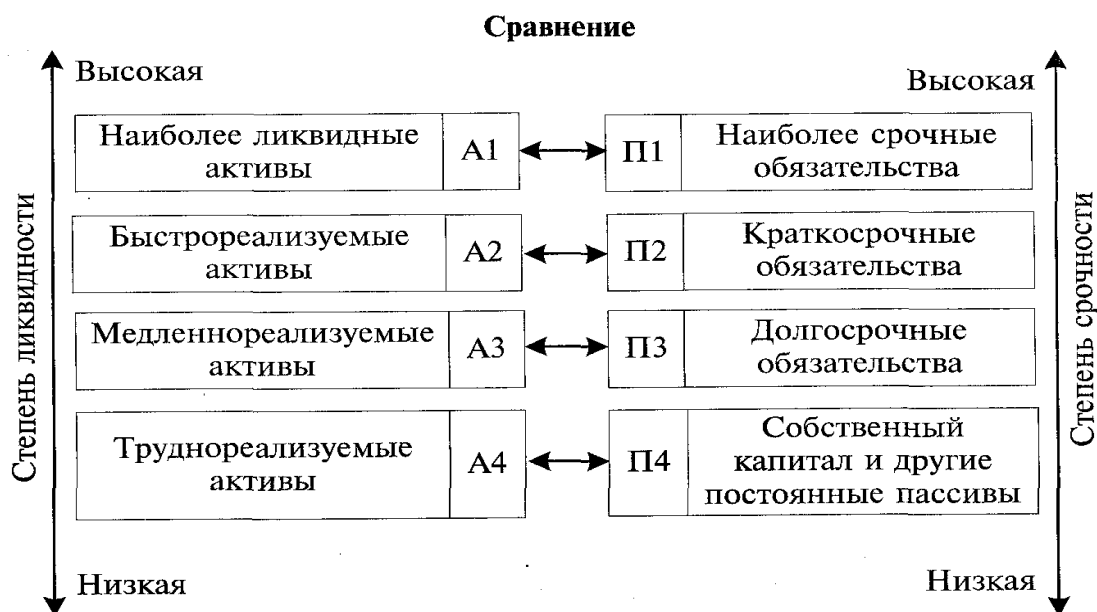 Сравнение
Высокая
Высокая
Степень ликвидности
Степень срочности
Наиболее ликвидные
активы
А1
П1
Наиболее срочные
обязательства
Быстрореализуемые
активы
А2
П2
Краткосрочные
обязательства
Медленнореализуемые
активы
А3
П3
Долгосрочные
обязательства
Труднореализуемые
активы
А4
П4
Собственный
капитал и другие
постоянные пассивы
Низкая
Низкая